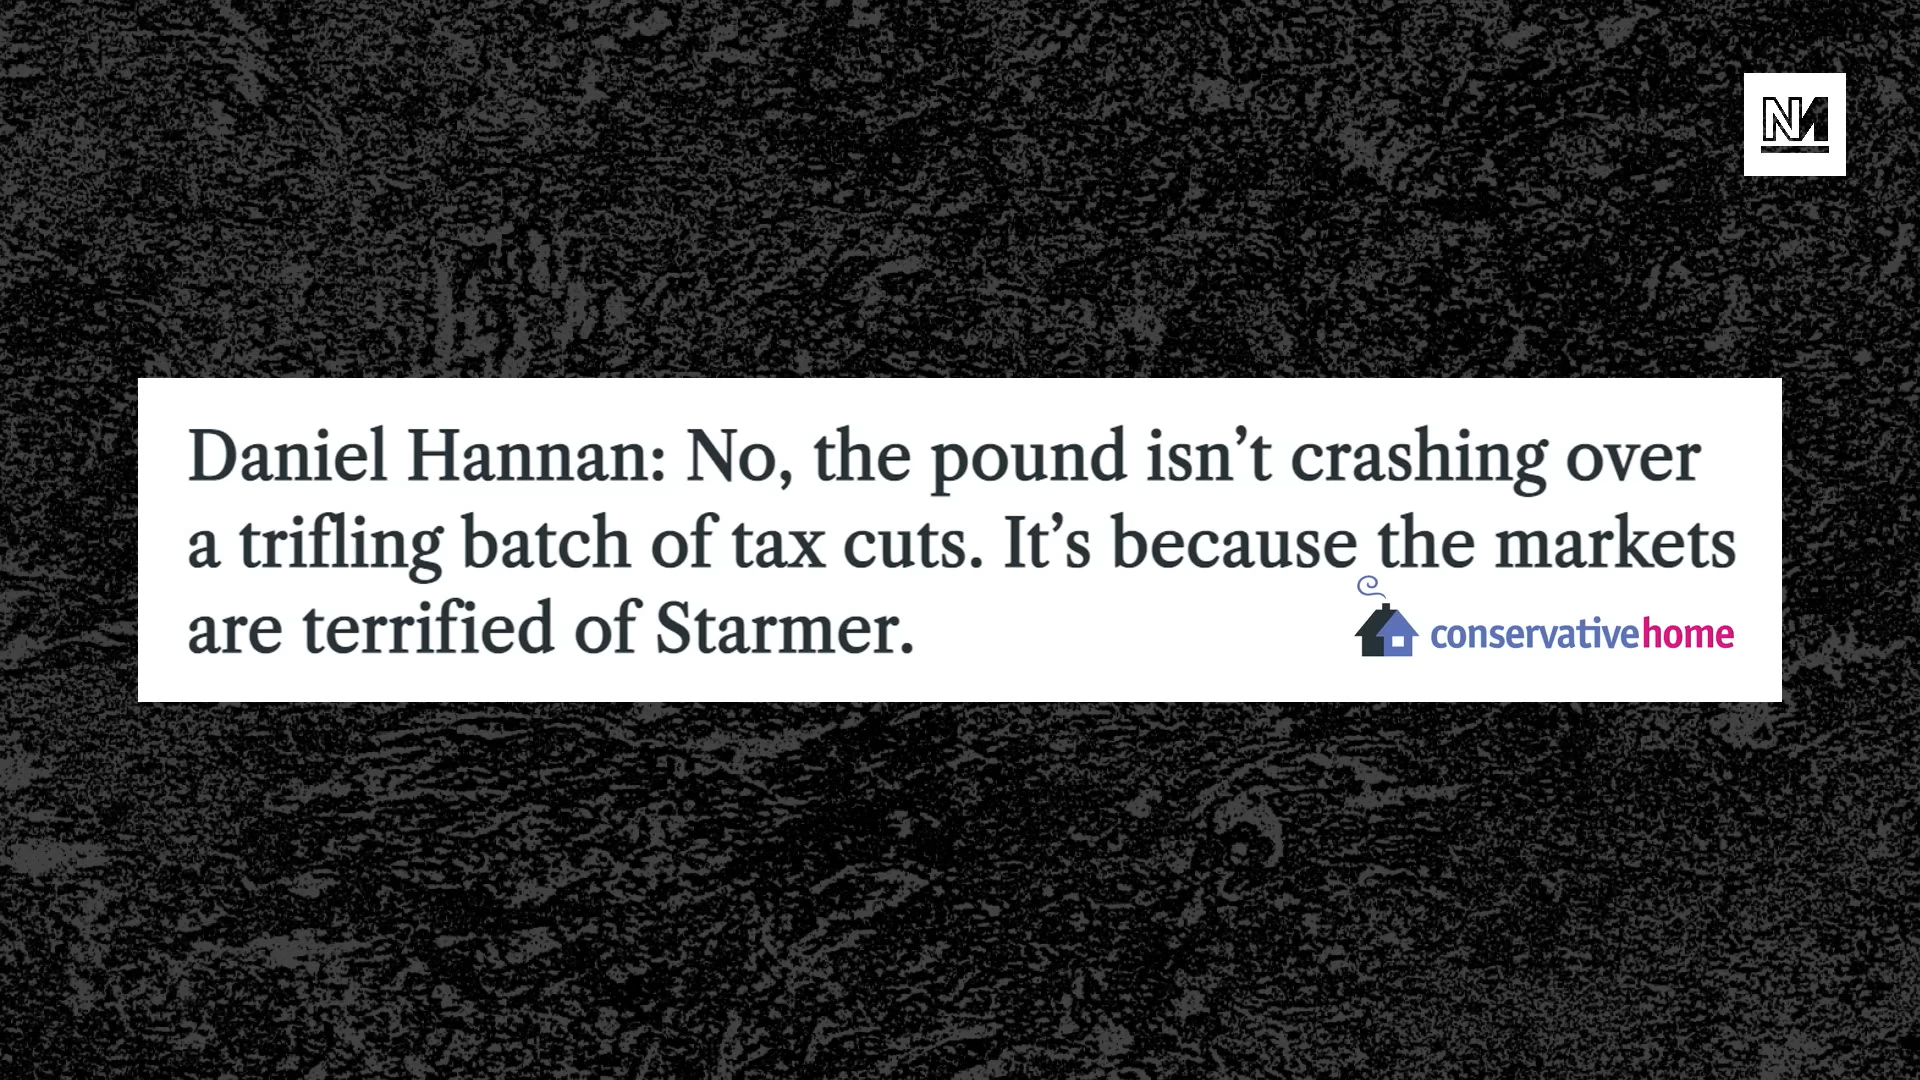 Daniel Hannan: No, the pound isn’t crashing over
a trifling batch of tax cuts. It’s because the markets
are terrified of Starmer.
conservativehome
NM